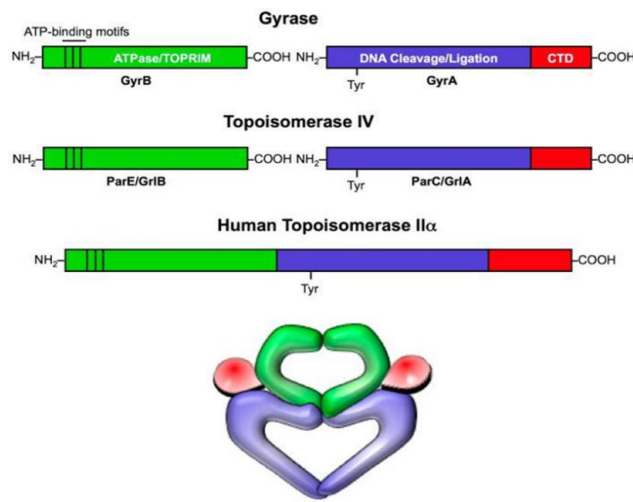 Gyrase
ATP-binding motifs
NH2 ATPase/TOPRIM COOH NH2 DNA Cleavage/Ligation CTD COOH
GyrB Tyr GyrA
Topoisomerase IV
NH2 COOH NH2 COOH
ParE/GrlB Tyr ParC/GrlA
Human Topoisomerase IIα
NH2 COOH
Tyr